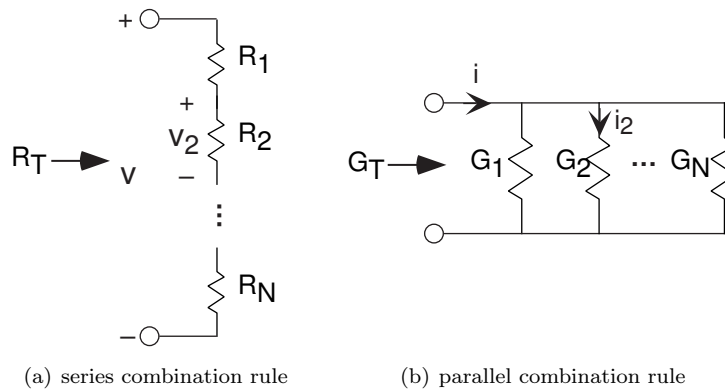 +
R1
+
v2 R2
–
RT v
...
RN
–
i
i2
GT G1 G2 ... GN
(a) series combination rule
(b) parallel combination rule